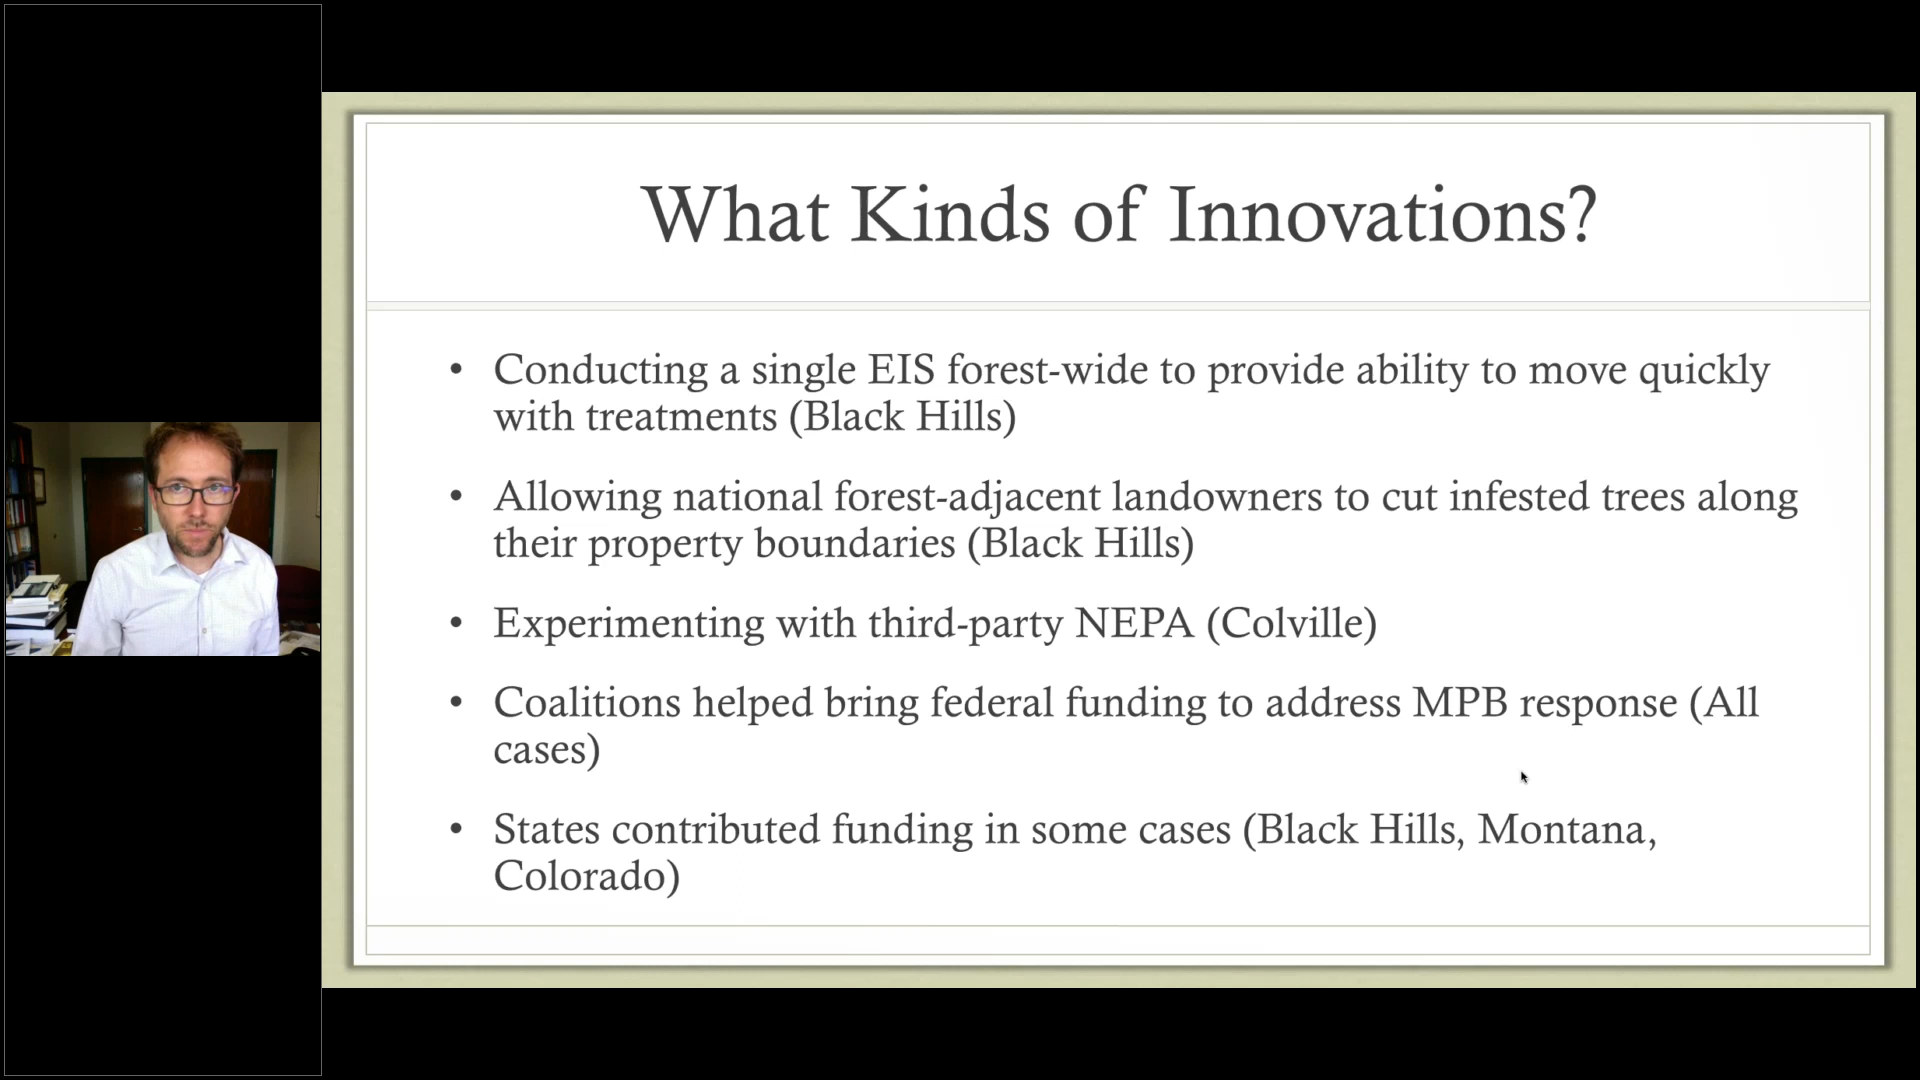 What Kinds of Innovations?
• Conducting a single EIS forest-wide to provide ability to move quickly
with treatments (Black Hills)
• Allowing national forest-adjacent landowners to cut infested trees along
their property boundaries (Black Hills)
• Experimenting with third-party NEPA (Colville)
• Coalitions helped bring federal funding to address MPB response (All
cases)
• States contributed funding in some cases (Black Hills, Montana,
Colorado)